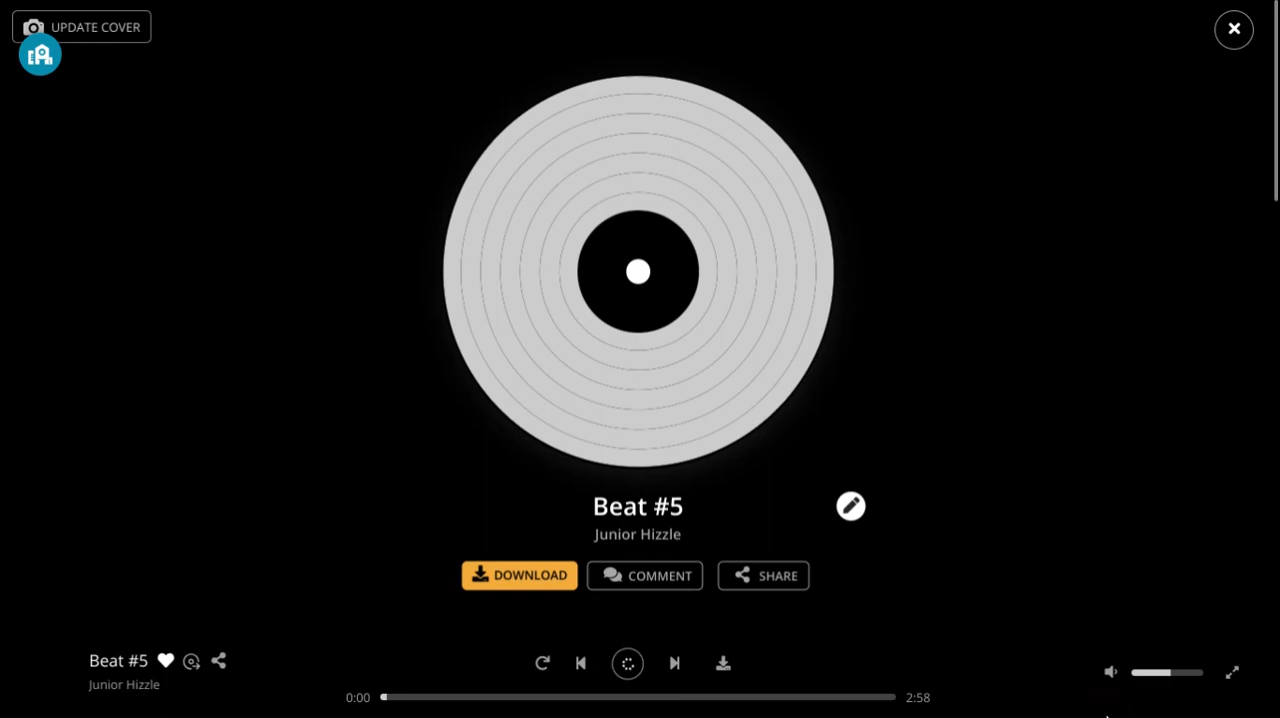 UPDATE COVER
Beat #5
Junior Hizzle
DOWNLOAD
COMMENT
SHARE
Beat #5
Junior Hizzle
0:00
2:58